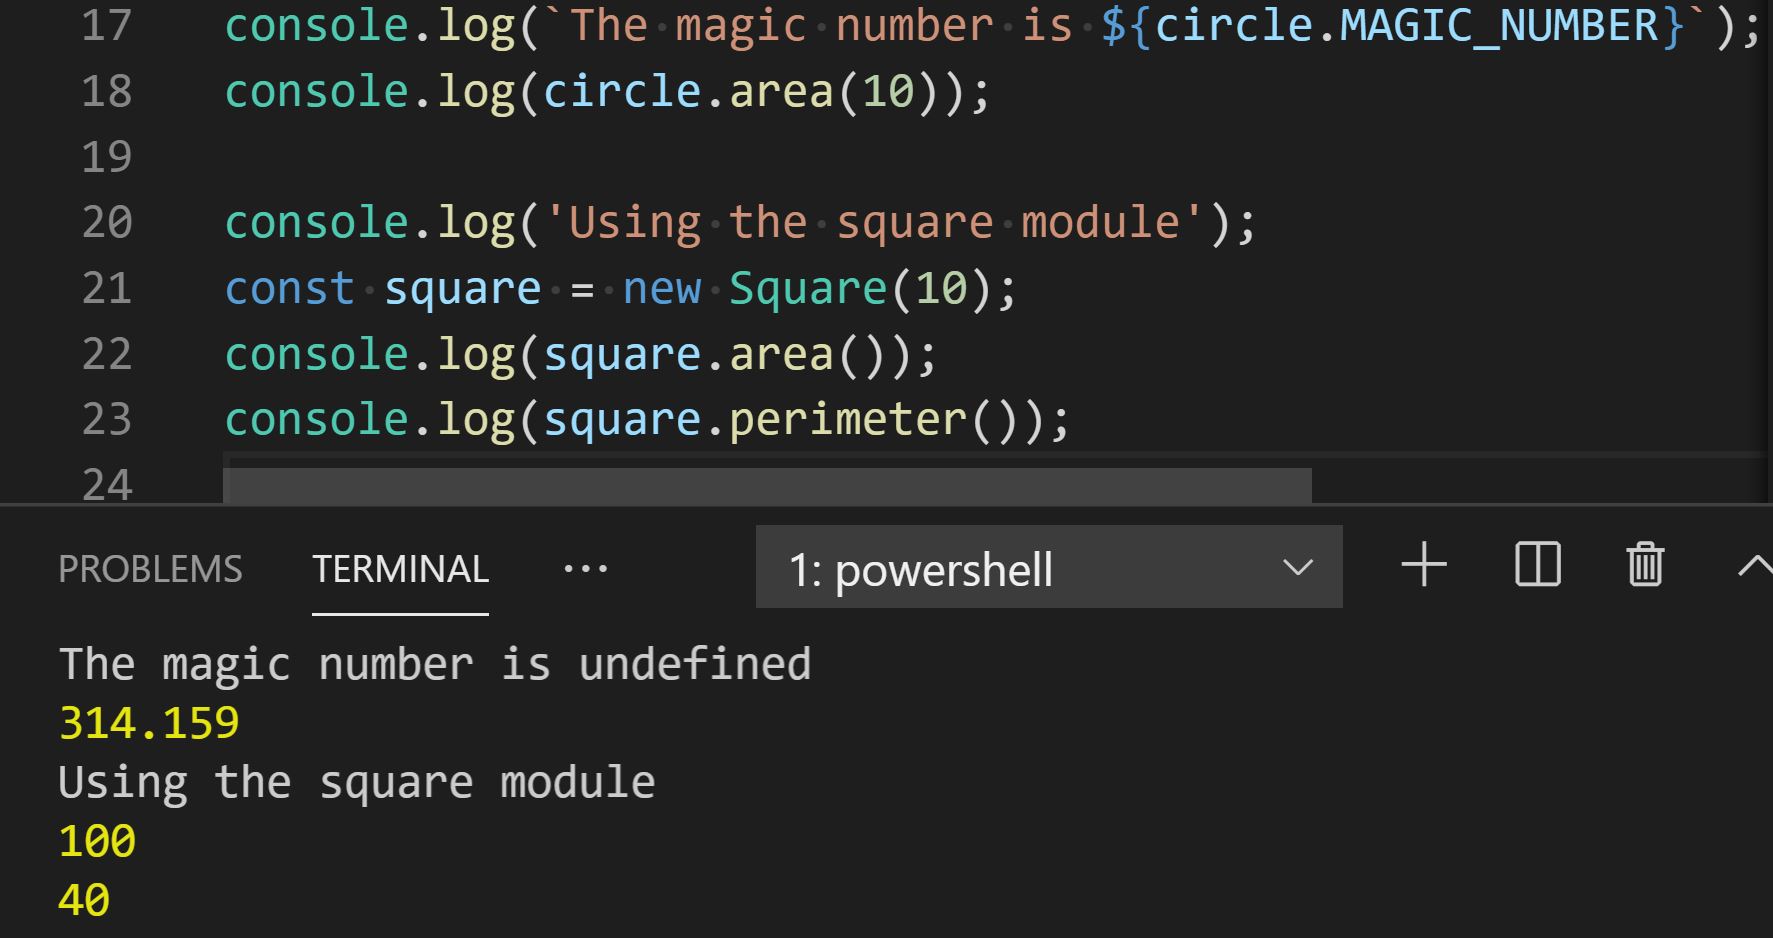 17 console.log(`The magic number is ${circle.MAGIC_NUMBER}`);
18 console.log(circle.area(10));
19
20 console.log('Using the square module');
21 const square = new Square(10);
22 console.log(square.area());
23 console.log(square.perimeter());
24
PROBLEMS TERMINAL ··· 1: powershell
The magic number is undefined
314.159
Using the square module
100
40